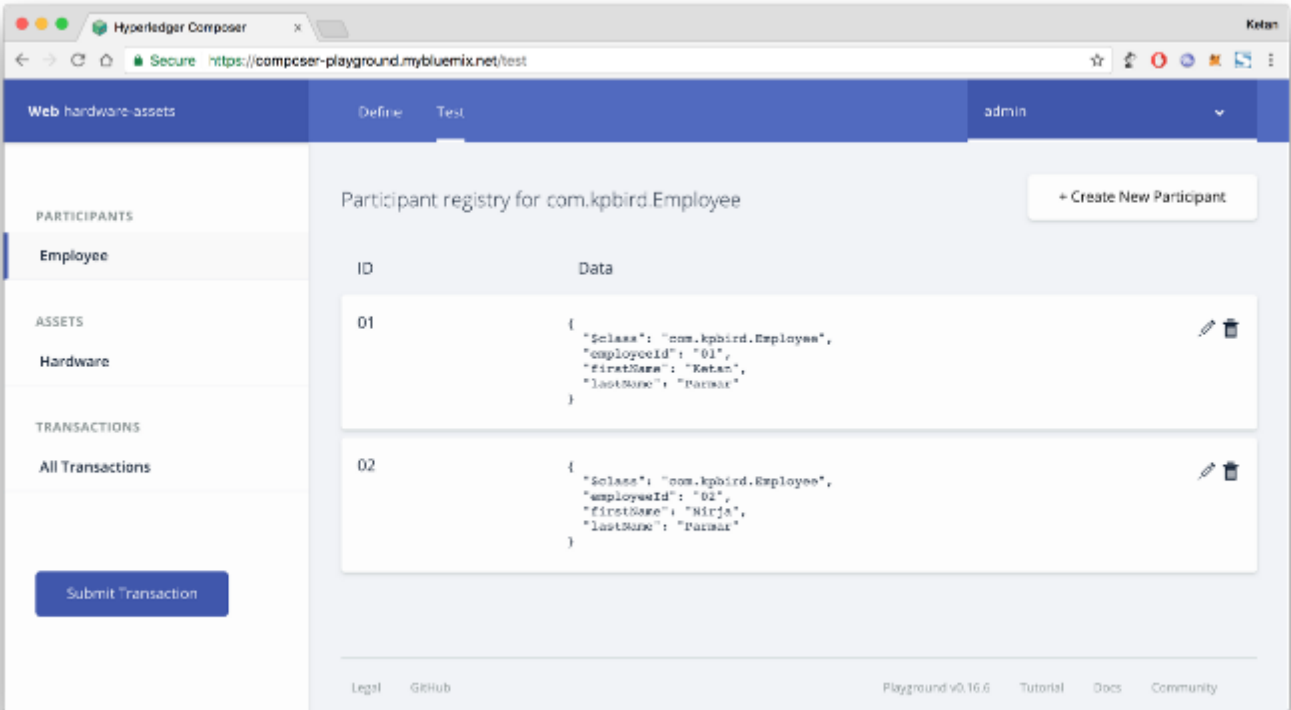 Hyperledger Composer
Ketan
Secure https://composer-playground.mybluemix.net/test
Web hardware-assets
Define
Test
admin
Participant registry for com.kpbird.Employee
+ Create New Participant
PARTICIPANTS
Employee
ASSETS
Hardware
TRANSACTIONS
All Transactions
Submit Transaction
ID Data
01
{
"$class": "com.kpbird.Employee",
"employeeId": "01",
"firstName": "Ketan",
"lastName": "Parmar"
}
02
{
"$class": "com.kpbird.Employee",
"employeeId": "02",
"firstName": "Nirja",
"lastName": "Parmar"
}
Legal GitHub Playground v0.16.6 Tutorial Docs Community